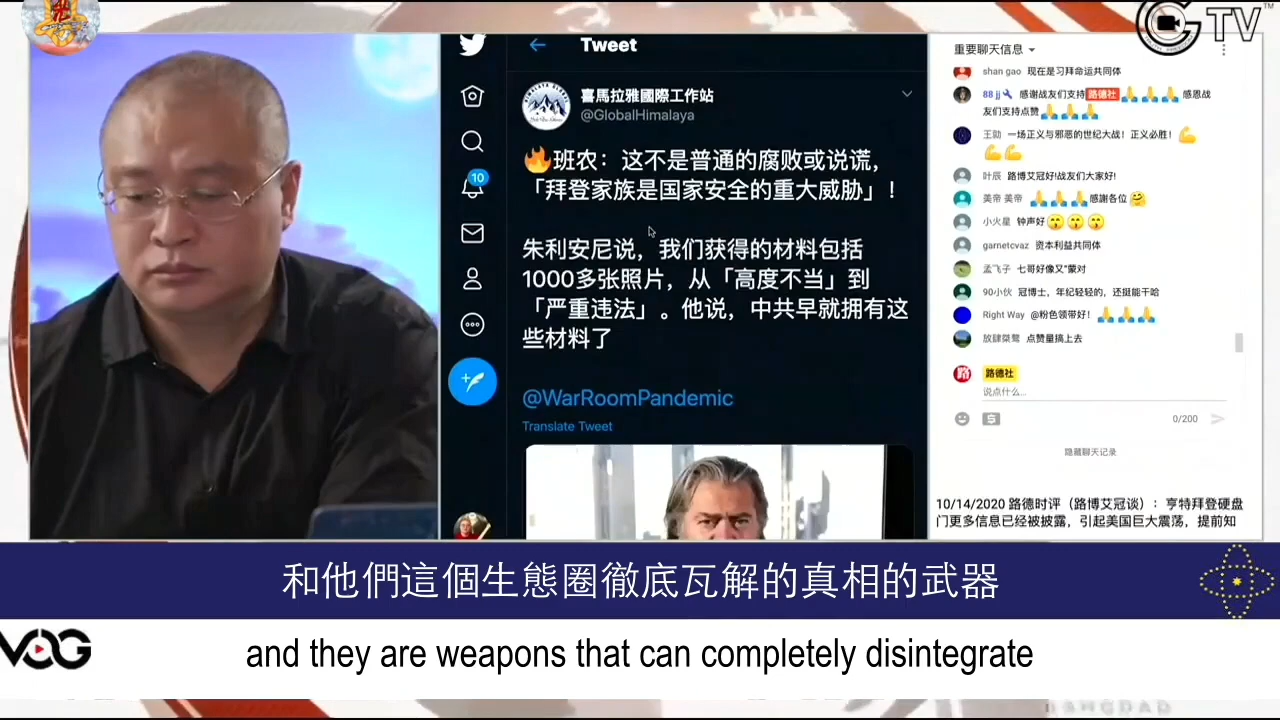 GTV™
Tweet
喜馬拉雅國際工作站
@GlobalHimalaya
🔥班农：这不是普通的腐败或说谎，
「拜登家族是国家安全的重大威胁」！
朱利安尼说，我们获得的材料包括
1000多张照片，从「高度不当」到
「严重违法」。他说，中共早就拥有这
些材料了
@WarRoomPandemic
Translate Tweet
10
重要聊天信息
shan gao 现在是习拜命运共同体
88 jj 感谢战友们支持路德社🙏🙏🙏感恩战
友们支持点赞🙏🙏🙏
王勋 一场正义与邪恶的世纪大战！正义必胜！💪
💪💪
叶辰 路博艾冠好!战友们大家好!
美帝 美帝 🙏🙏🙏感謝各位🤗
小火星 钟声好😙😙😙
garnetcvaz 资本利益共同体
孟飞子 七哥好像又"蒙对
90小伙 冠博士，年纪轻轻的，还挺能干哈
Right Way @粉色领带好！🙏🙏🙏
放肆桀骜 点赞量搞上去
路德社
说点什么...
0/200
隐藏聊天记录
10/14/2020 路德时评（路博艾冠谈）：亨特拜登硬盘
门更多信息已经被披露，引起美国巨大震荡，提前知
和他們這個生態圈徹底瓦解的真相的武器
VOG
and they are weapons that can completely disintegrate